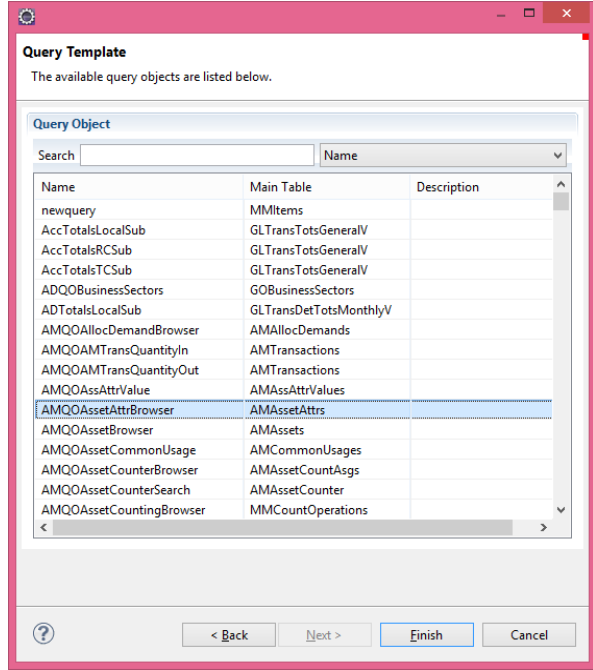 Query Template
The available query objects are listed below.
Query Object
Search Name
Name Main Table Description
newquery MMItems
AccTotalsLocalSub GLTransTotsGeneralV
AccTotalsRCSub GLTransTotsGeneralV
AccTotalsTCSub GLTransTotsGeneralV
ADQOBusinessSectors GOBusinessSectors
ADTotalsLocalSub GLTransDetTotsMonthlyV
AMQOAllocDemandBrowser AMAllocDemands
AMQOAMTransQuantityIn AMTransactions
AMQOAMTransQuantityOut AMTransactions
AMQOAssAttrValue AMAssAttrValues
AMQOAssetAttrBrowser AMAssetAttrs
AMQOAssetBrowser AMAssets
AMQOAssetCommonUsage AMCommonUsages
AMQOAssetCounterBrowser AMAssetCountAsgs
AMQOAssetCounterSearch AMAssetCounter
AMQOAssetCountingBrowser MMCountOperations
? < Back Next > Finish Cancel